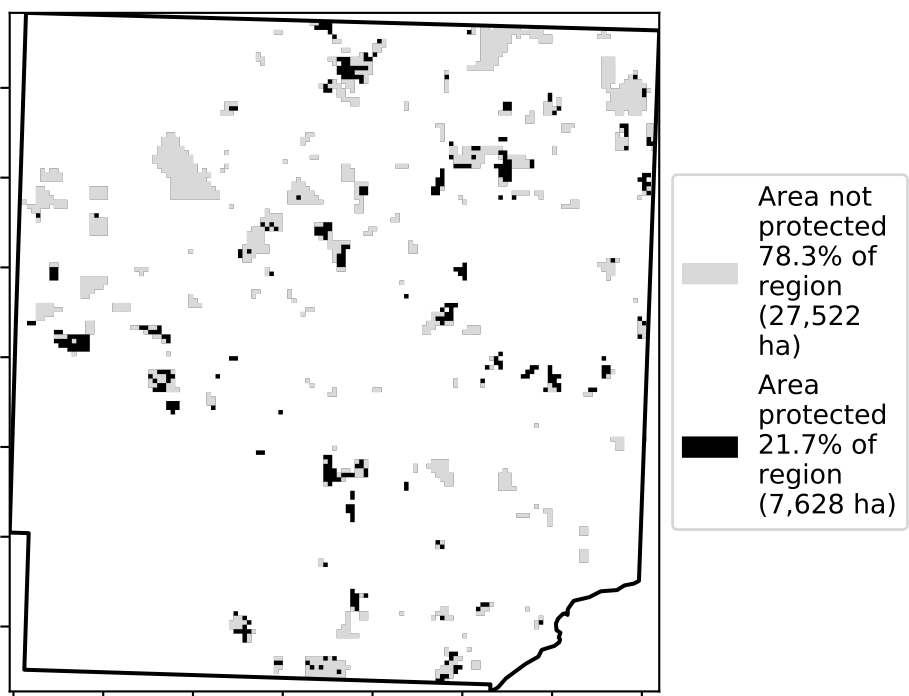 Area not
protected
78.3% of
region
(27,522
ha)
Area
protected
21.7% of
region
(7,628 ha)